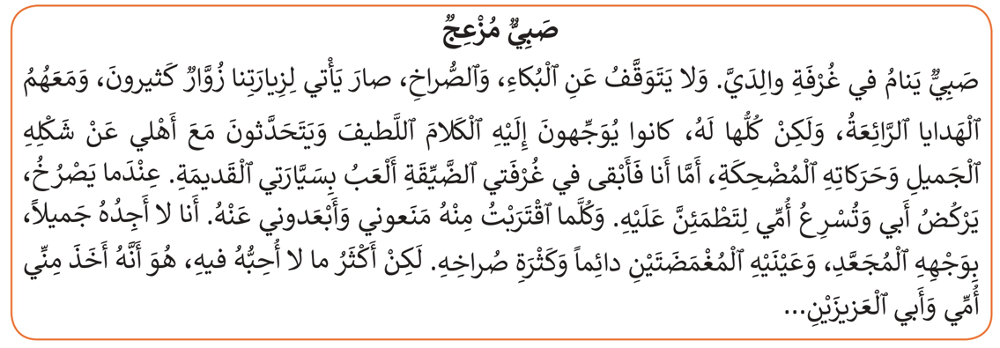 صَبِيٌّ مُزْعِجٌ
صَبِيٌّ يَنامُ في غُرْفَةِ والِدَيَّ. وَلا يَتَوَقَّفُ عَنِ ٱلْبُكاءِ، وَٱلصُّراخِ، صارَ يَأْتي لِزِيارَتِنا زُوَّارٌ كَثيرونَ، وَمَعَهُمُ
ٱلْهَدايا ٱلرَّائِعَةُ، وَلَكِنْ كُلُّها لَهُ، كانوا يُوَجِّهونَ إِلَيْهِ ٱلْكَلامَ ٱللَّطيفَ وَيَتَحَدَّثونَ مَعَ أَهْلي عَنْ شَكْلِهِ
ٱلْجَميلِ وَحَرَكاتِهِ ٱلْمُضْحِكَةِ، أَمَّا أَنا فَأَبْقى في غُرْفَتي ٱلضَّيِّقَةِ أَلْعَبُ بِسَيَّارَتي ٱلْقَديمَةِ. عِنْدَما يَصْرُخُ،
يَرْكُضُ أَبي وَتُسْرِعُ أُمِّي لِتَطْمَئِنَّ عَلَيْهِ. وَكُلَّما ٱقْتَرَبْتُ مِنْهُ مَنَعوني وَأَبْعَدوني عَنْهُ. أَنا لا أَجِدُهُ جَميلاً،
بِوَجْهِهِ ٱلْمُجَعَّدِ، وَعَيْنَيْهِ ٱلْمُغْمَضَتَيْنِ دائِماً وَكَثْرَةِ صُراخِهِ. لَكِنْ أَكْثَرُ ما لا أُحِبُّهُ فيهِ، هُوَ أَنَّهُ أَخَذَ مِنِّي
أُمِّي وَأَبي ٱلْعَزيزَيْنِ...